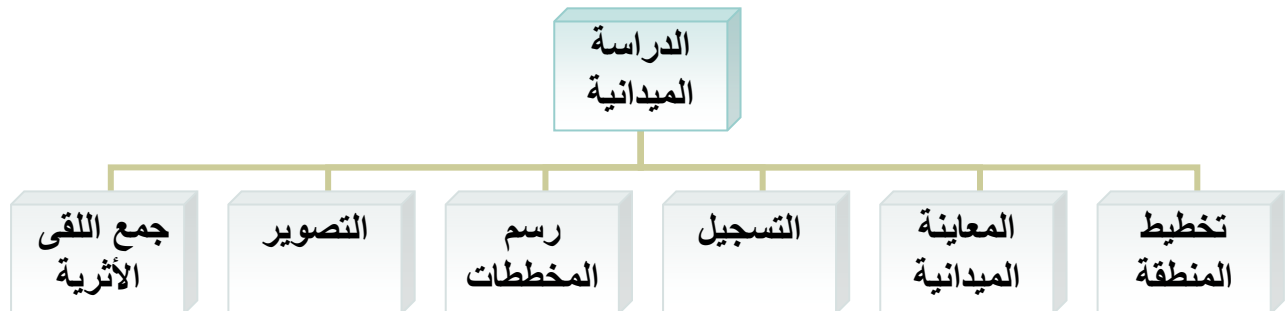 الدراسة
الميدانية
تخطيط
المنطقة
المعاينة
الميدانية
التسجيل
رسم
المخططات
التصوير
جمع اللقى
الأثرية